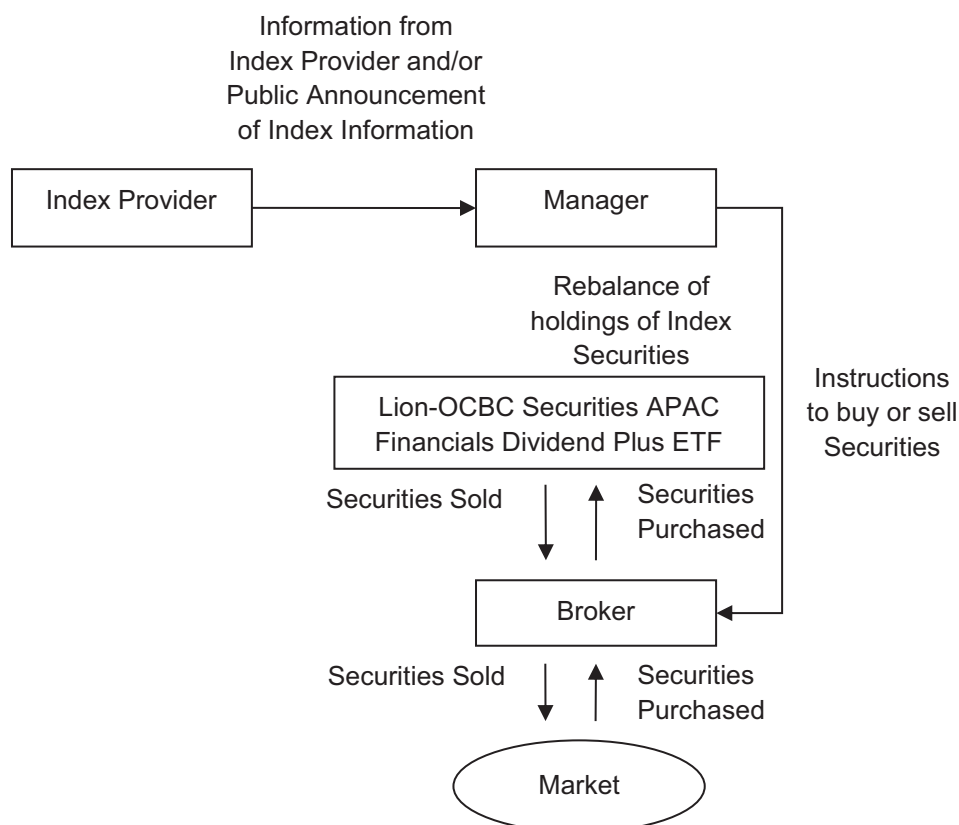 Information from
Index Provider and/or
Public Announcement
of Index Information
Index Provider
Manager
Rebalance of
holdings of Index
Securities
Instructions
to buy or sell
Securities
Lion-OCBC Securities APAC
Financials Dividend Plus ETF
Securities Sold
Securities
Purchased
Broker
Securities Sold
Securities
Purchased
Market